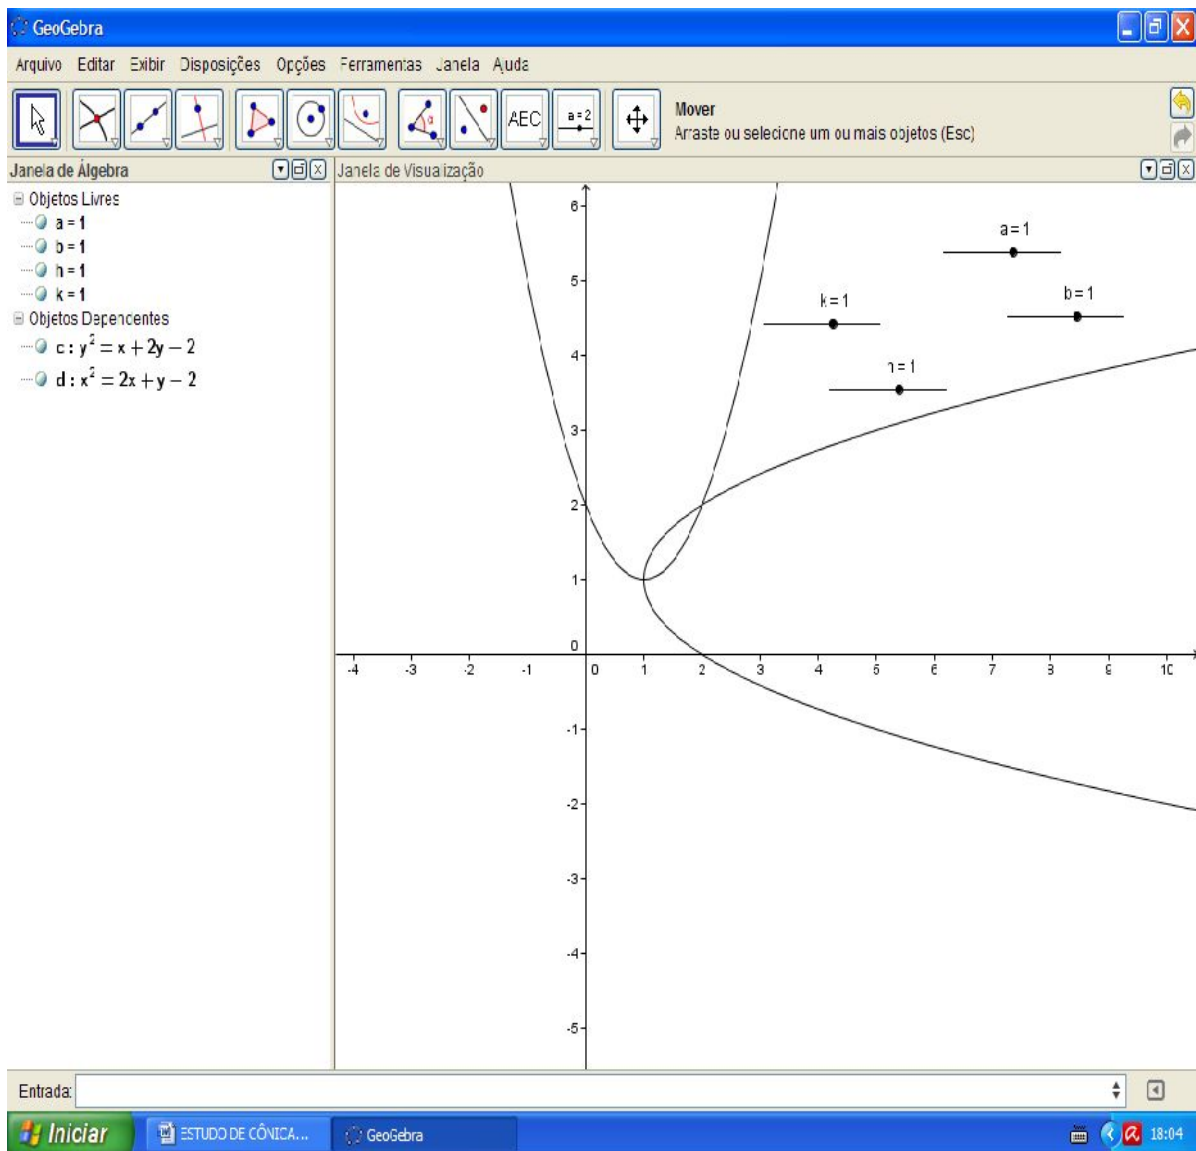 GeoGebra
Arquivo Editar Exibir Disposições Opções Ferramentas Janela Ajuda
AEC
a=2
Mover
Arraste ou selecione um ou mais objetos (Esc)
Janela de Álgebra
Janela de Visualização
Objetos Livres
a = 1
b = 1
h = 1
k = 1
Objetos Dependentes
c : y² = x + 2y − 2
d : x² = 2x + y − 2
a = 1
b = 1
k = 1
h = 1
6
5
4
3
2
1
0
-4 -3 -2 -1 0 1 2 3 4 5 6 7 8 9 10
-1
-2
-3
-4
-5
Entrada:
Iniciar
ESTUDO DE CÔNICA...
GeoGebra
18:04